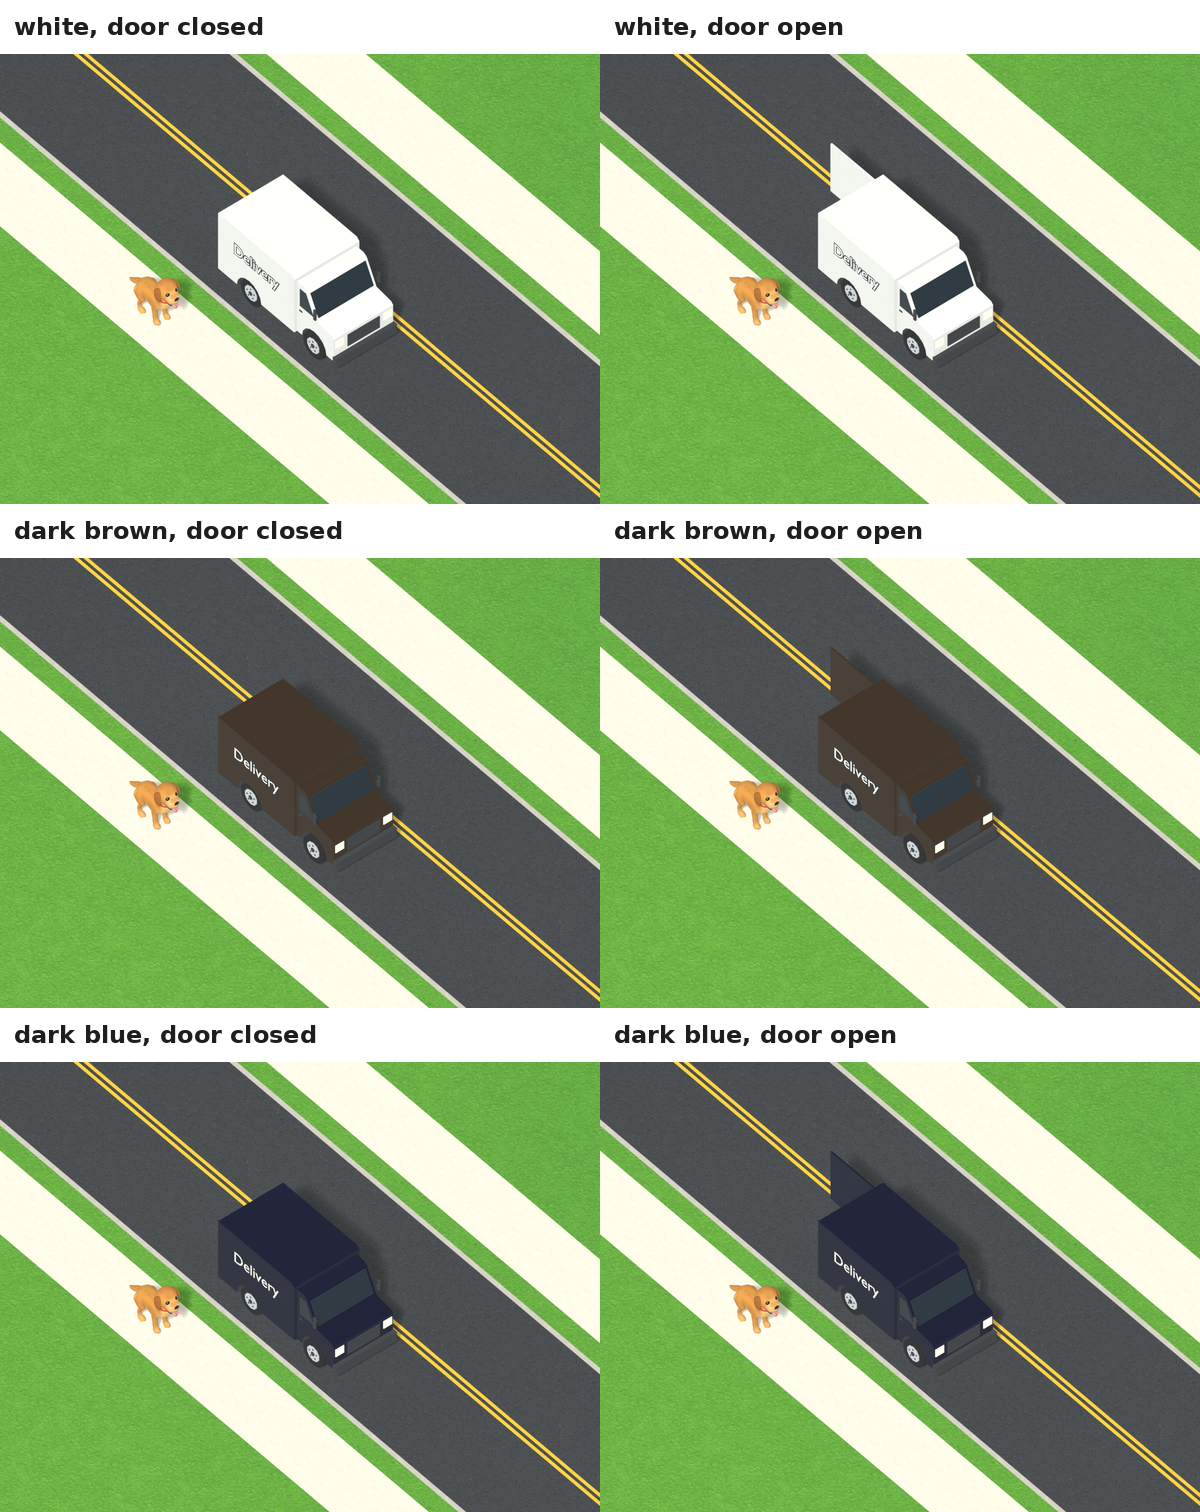 white, door closed
white, door open
Delivery
Delivery
dark brown, door closed
dark brown, door open
Delivery
Delivery
dark blue, door closed
dark blue, door open
Delivery
Delivery